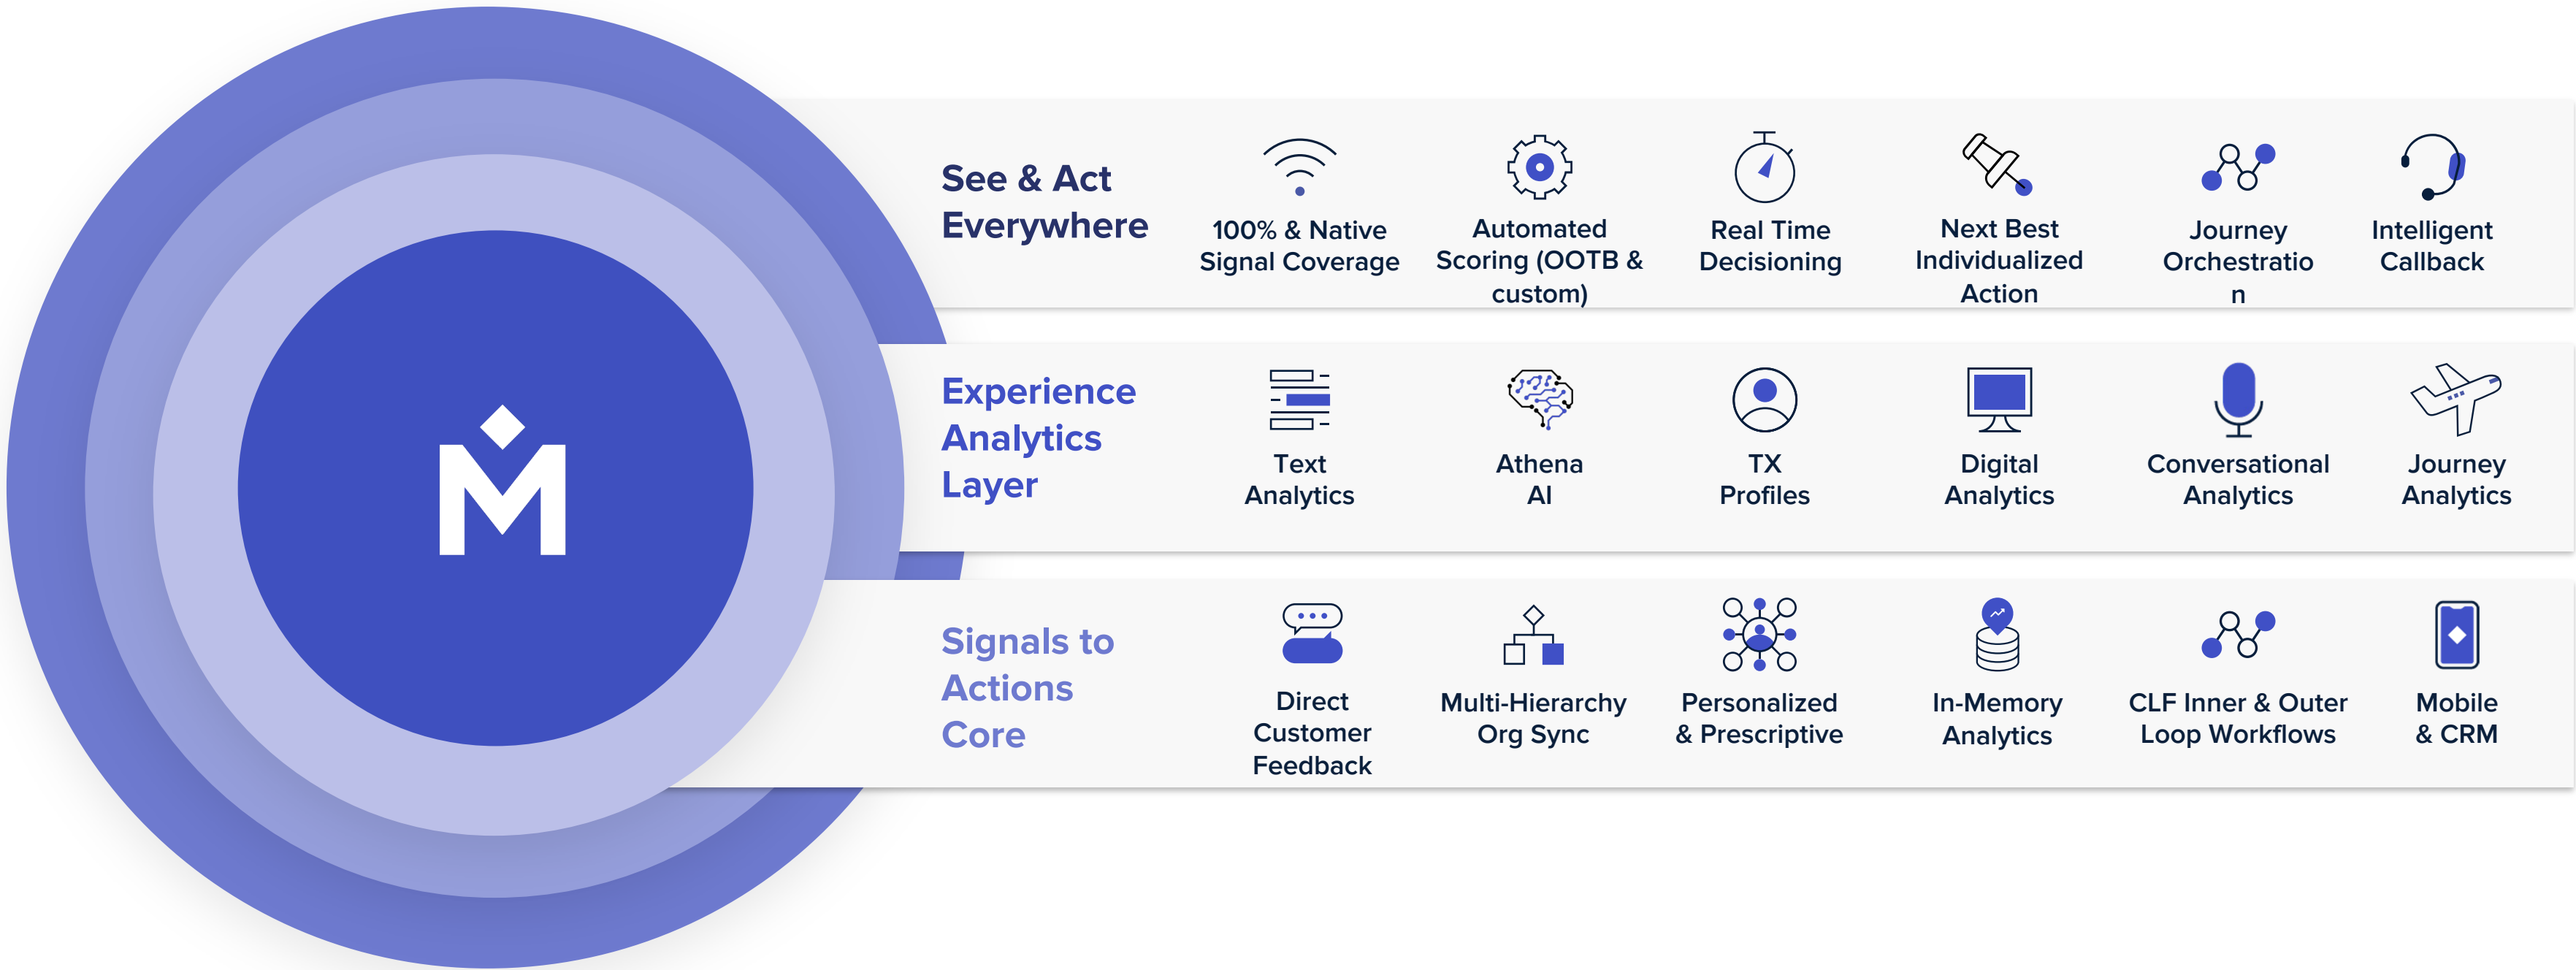 See & Act
Everywhere
100% & Native
Signal Coverage
Automated
Scoring (OOTB &
custom)
Real Time
Decisioning
Next Best
Individualized
Action
Journey
Orchestratio
n
Intelligent
Callback
Experience
Analytics
Layer
Text
Analytics
Athena
AI
TX
Profiles
Digital
Analytics
Conversational
Analytics
Journey
Analytics
Signals to
Actions
Core
Direct
Customer
Feedback
Multi-Hierarchy
Org Sync
Personalized
& Prescriptive
In-Memory
Analytics
CLF Inner & Outer
Loop Workflows
Mobile
& CRM
M